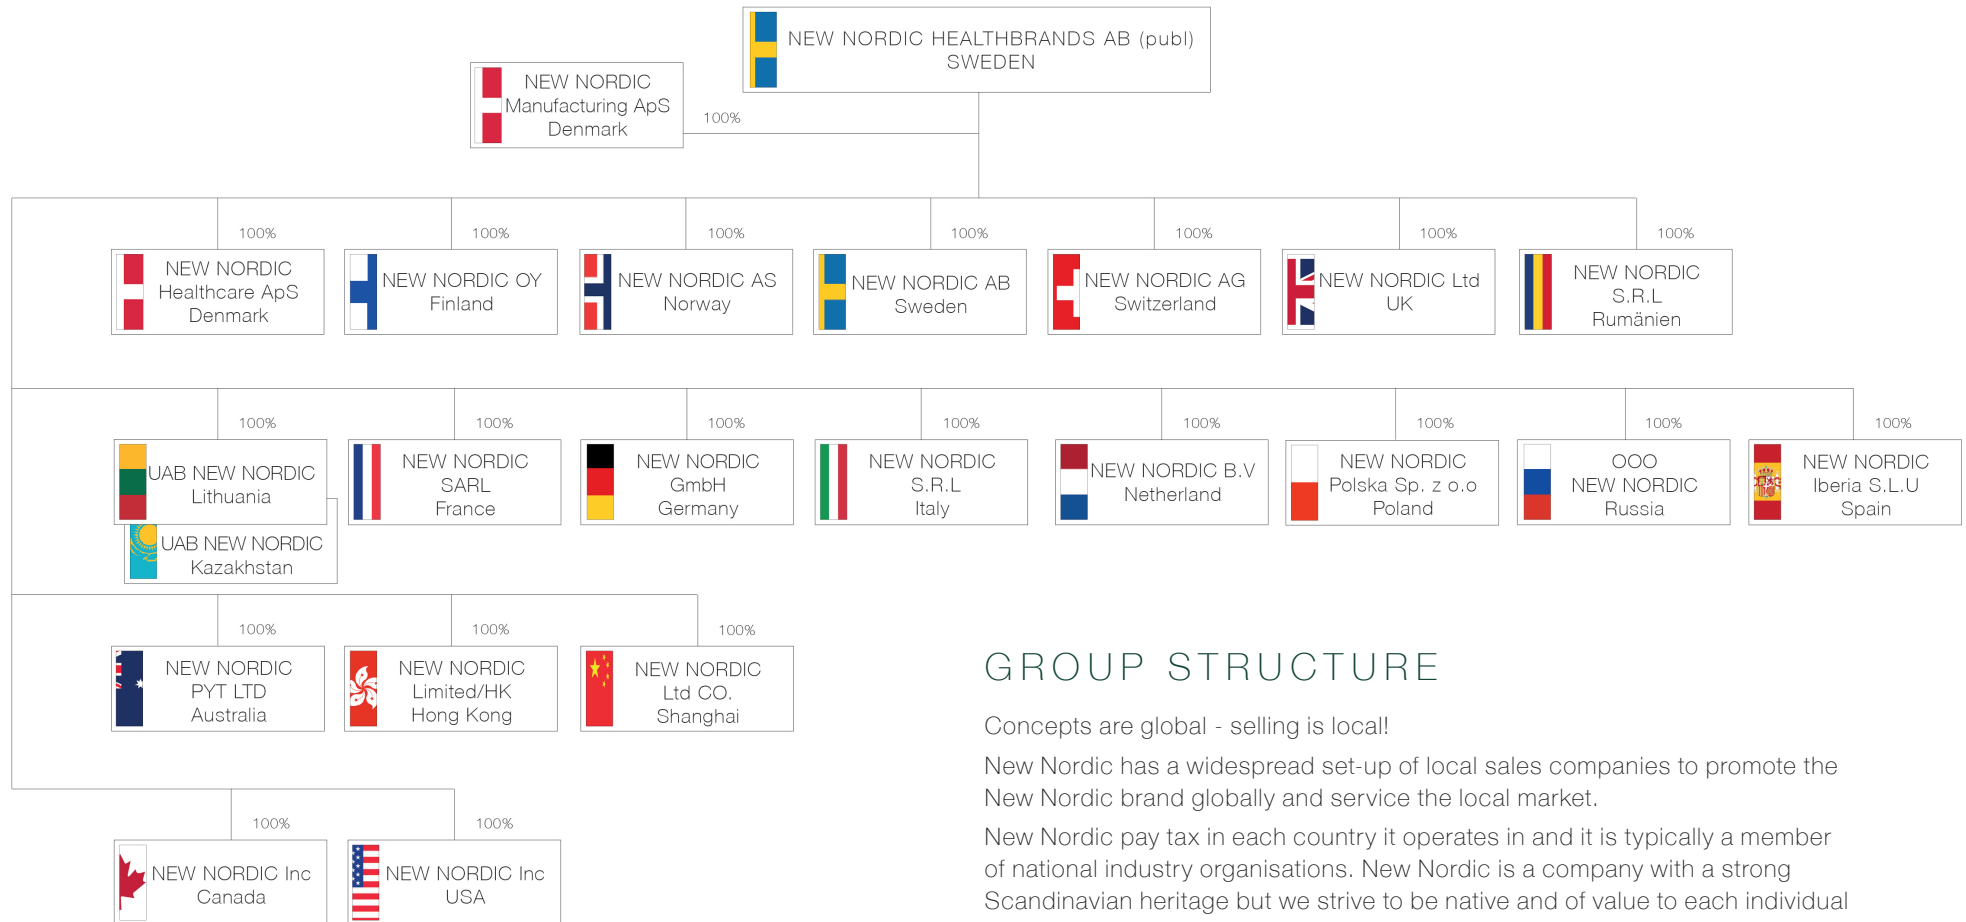 NEW NORDIC HEALTHBRANDS AB (publ)
SWEDEN
NEW NORDIC
Manufacturing ApS
Denmark
100%
100%
100%
100%
100%
100%
100%
100%
NEW NORDIC
Healthcare ApS
Denmark
NEW NORDIC OY
Finland
NEW NORDIC AS
Norway
NEW NORDIC AB
Sweden
NEW NORDIC AG
Switzerland
NEW NORDIC Ltd
UK
NEW NORDIC
S.R.L
Rumänien
100%
100%
100%
100%
100%
100%
100%
100%
UAB NEW NORDIC
Lithuania
NEW NORDIC
SARL
France
NEW NORDIC
GmbH
Germany
NEW NORDIC
S.R.L
Italy
NEW NORDIC B.V
Netherland
NEW NORDIC
Polska Sp. z o.o
Poland
OOO
NEW NORDIC
Russia
NEW NORDIC
Iberia S.L.U
Spain
UAB NEW NORDIC
Kazakhstan
100%
100%
100%
NEW NORDIC
PYT LTD
Australia
NEW NORDIC
Limited/HK
Hong Kong
NEW NORDIC
Ltd CO.
Shanghai
100%
100%
NEW NORDIC Inc
Canada
NEW NORDIC Inc
USA
GROUP STRUCTURE
Concepts are global - selling is local!
New Nordic has a widespread set-up of local sales companies to promote the
New Nordic brand globally and service the local market.
New Nordic pay tax in each country it operates in and it is typically a member
of national industry organisations. New Nordic is a company with a strong
Scandinavian heritage but we strive to be native and of value to each individual